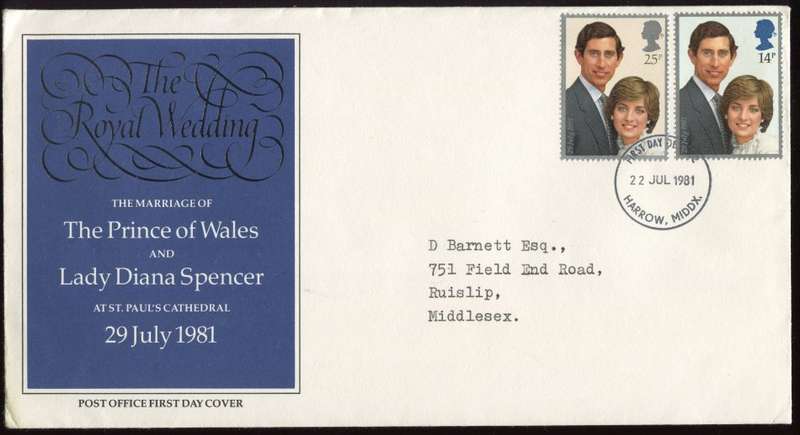 The
Royal Wedding
THE MARRIAGE OF
The Prince of Wales
AND
Lady Diana Spencer
AT ST. PAUL'S CATHEDRAL
29 July 1981
POST OFFICE FIRST DAY COVER
25P
14P
FIRST DAY
22 JUL 1981
HARROW, MIDDX.
D Barnett Esq.,
751 Field End Road,
Ruislip,
Middlesex.